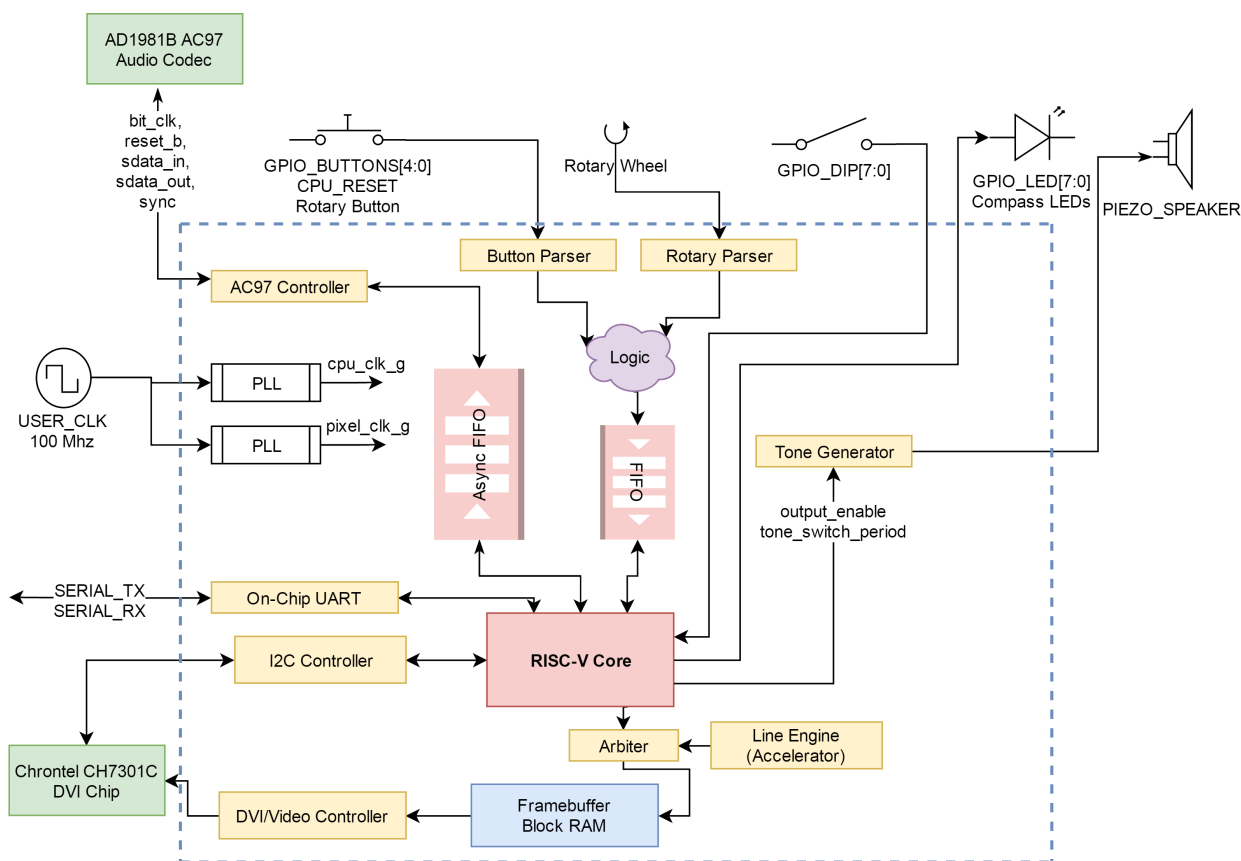 AD1981B AC97
Audio Codec
bit_clk,
reset_b,
sdata_in,
sdata_out,
sync
GPIO_BUTTONS[4:0]
CPU_RESET
Rotary Button
Rotary Wheel
GPIO_DIP[7:0]
GPIO_LED[7:0]
Compass LEDs
PIEZO_SPEAKER
Button Parser
Rotary Parser
AC97 Controller
Logic
USER_CLK
100 Mhz
PLL
cpu_clk_g
PLL
pixel_clk_g
Async FIFO
FIFO
Tone Generator
output_enable
tone_switch_period
SERIAL_TX
SERIAL_RX
On-Chip UART
I2C Controller
RISC-V Core
Arbiter
Line Engine
(Accelerator)
Chrontel CH7301C
DVI Chip
DVI/Video Controller
Framebuffer
Block RAM